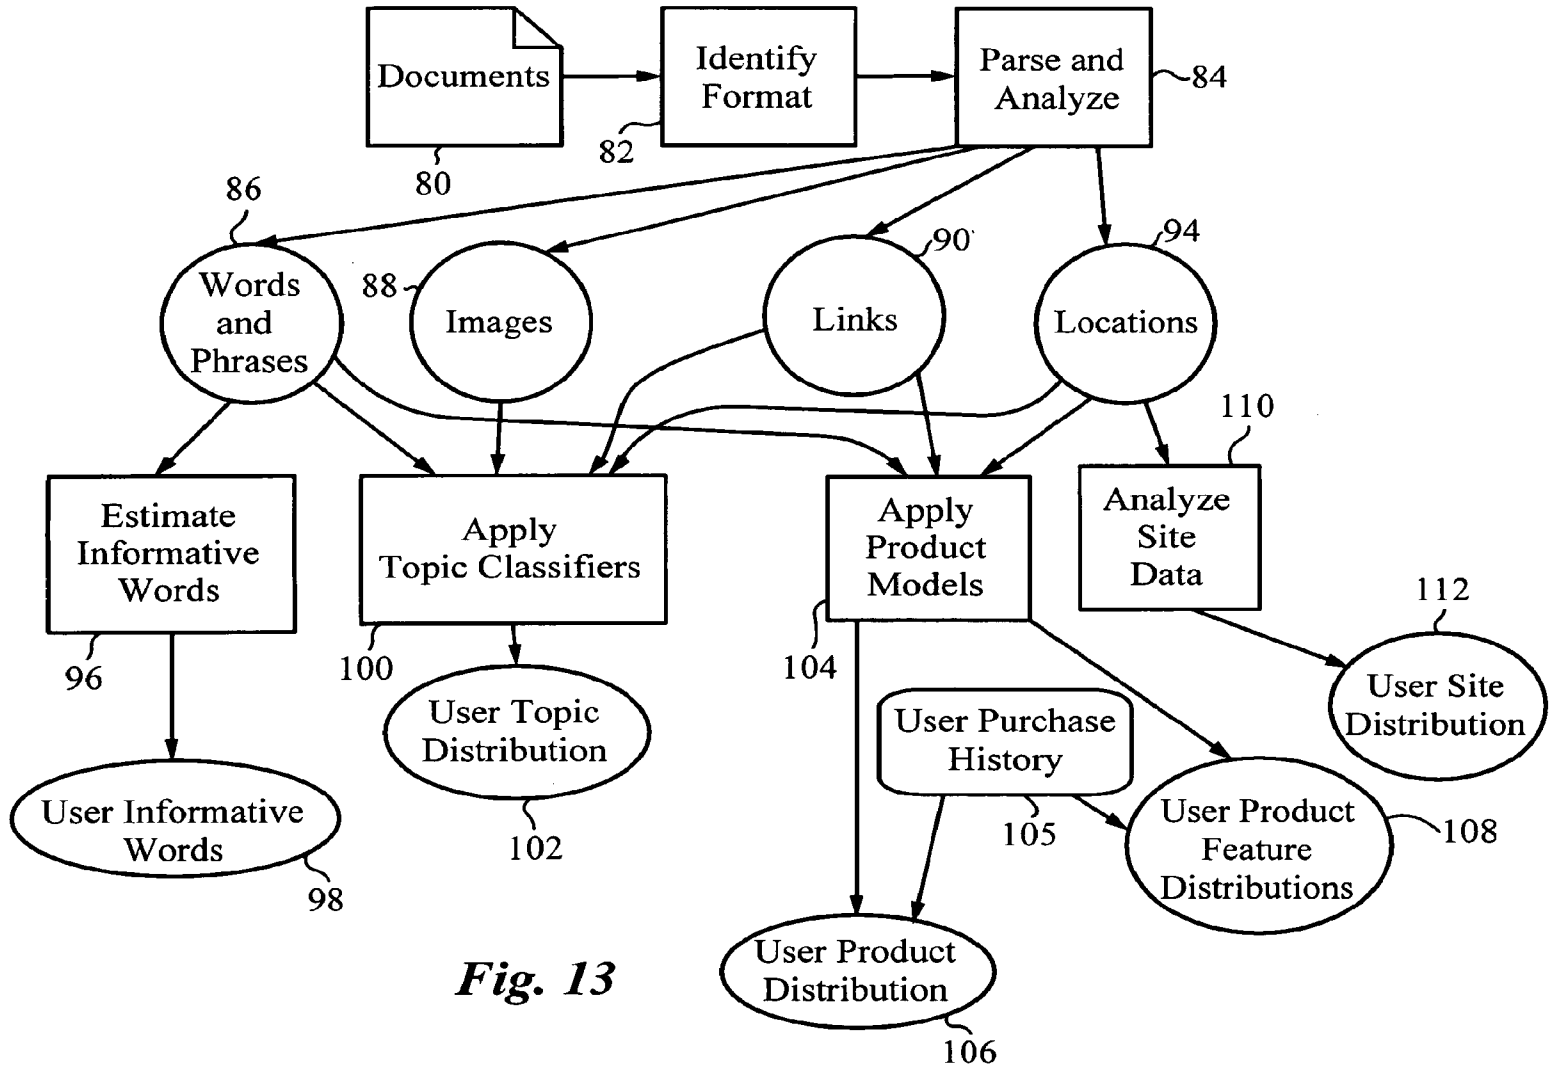 Documents
Identify
Format
Parse and
Analyze
84
82
80
86
Words
and
Phrases
88
Images
90
Links
94
Locations
110
Estimate
Informative
Words
96
Apply
Topic Classifiers
100
Apply
Product
Models
104
Analyze
Site
Data
112
User Site
Distribution
User Topic
Distribution
102
User Purchase
History
105
User Informative
Words
98
User Product
Feature
Distributions
108
User Product
Distribution
106
Fig. 13